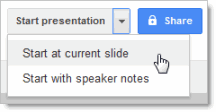 Start presentation
Share
Start at current slide
Start with speaker notes